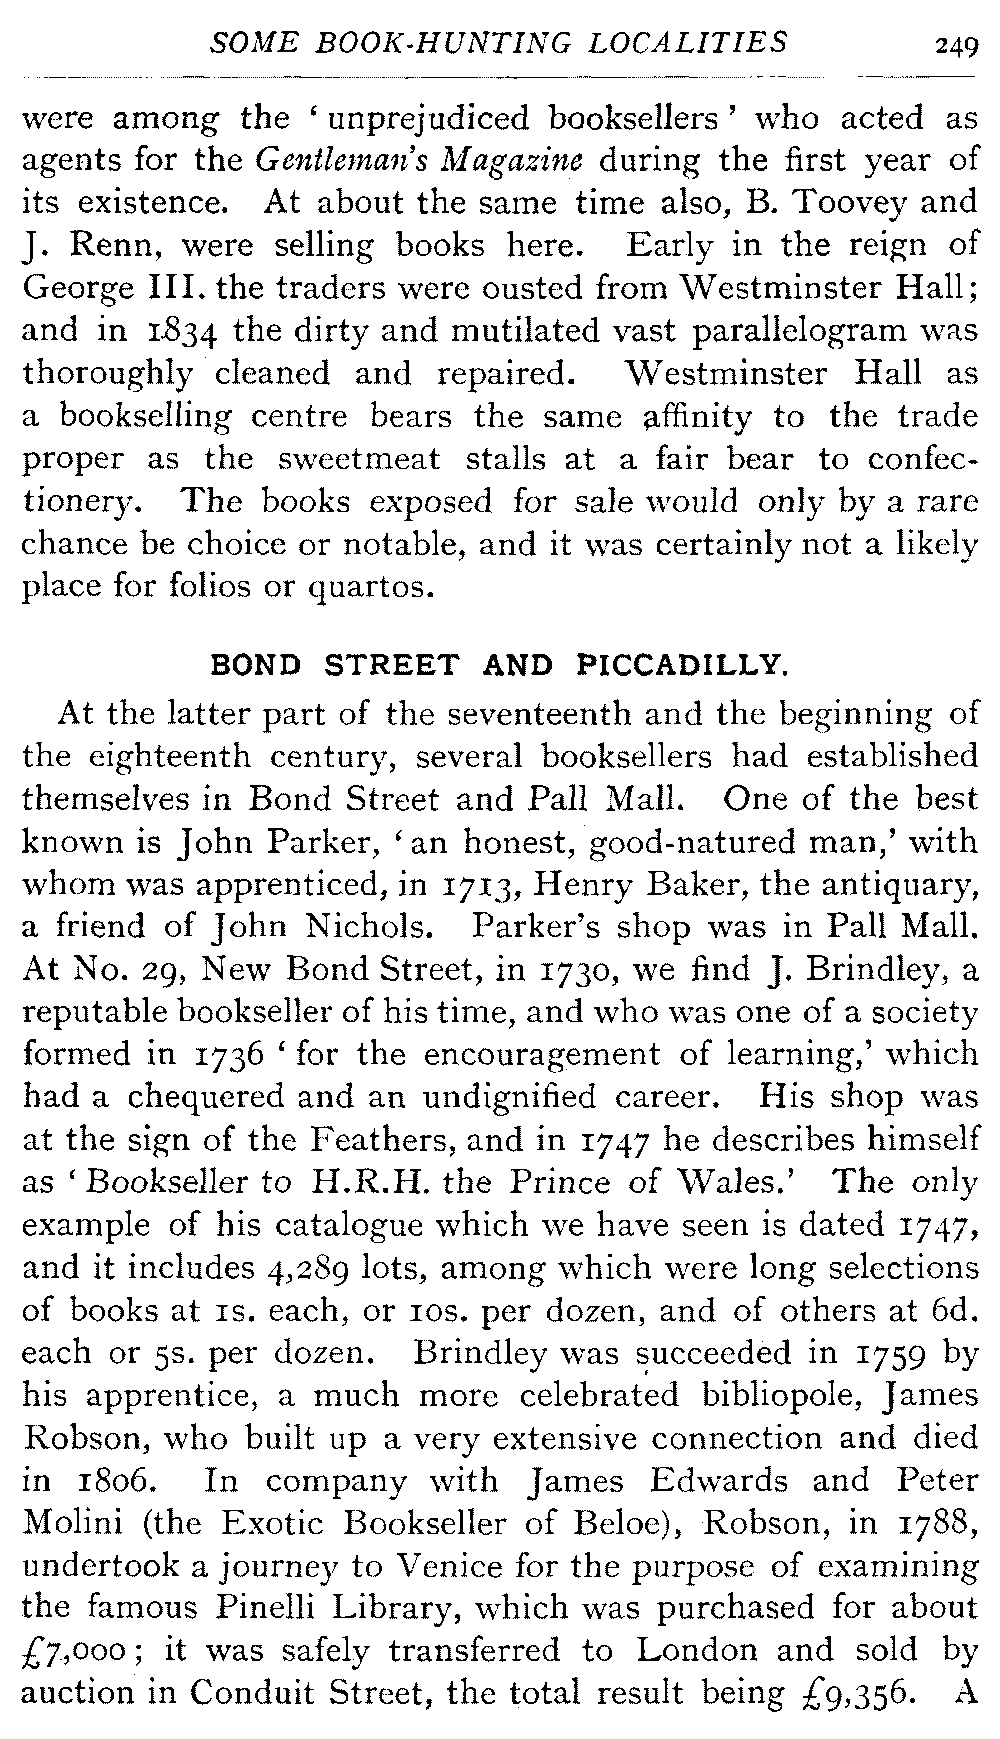 SOME BOOK-HUNTING LOCALITIES 249
were among the ‘ unprejudiced booksellers ’ who acted as
agents for the Gentleman’s Magazine during the first year of
its existence. At about the same time also, B. Toovey and
J. Renn, were selling books here. Early in the reign of
George III. the traders were ousted from Westminster Hall;
and in 1834 the dirty and mutilated vast parallelogram was
thoroughly cleaned and repaired. Westminster Hall as
a bookselling centre bears the same affinity to the trade
proper as the sweetmeat stalls at a fair bear to confec-
tionery. The books exposed for sale would only by a rare
chance be choice or notable, and it was certainly not a likely
place for folios or quartos.
BOND STREET AND PICCADILLY.
At the latter part of the seventeenth and the beginning of
the eighteenth century, several booksellers had established
themselves in Bond Street and Pall Mall. One of the best
known is John Parker, ‘ an honest, good-natured man,’ with
whom was apprenticed, in 1713, Henry Baker, the antiquary,
a friend of John Nichols. Parker’s shop was in Pall Mall.
At No. 29, New Bond Street, in 1730, we find J. Brindley, a
reputable bookseller of his time, and who was one of a society
formed in 1736 ‘ for the encouragement of learning,’ which
had a chequered and an undignified career. His shop was
at the sign of the Feathers, and in 1747 he describes himself
as ‘ Bookseller to H.R.H. the Prince of Wales.’ The only
example of his catalogue which we have seen is dated 1747,
and it includes 4,289 lots, among which were long selections
of books at 1s. each, or 10s. per dozen, and of others at 6d.
each or 5s. per dozen. Brindley was succeeded in 1759 by
his apprentice, a much more celebrated bibliopole, James
Robson, who built up a very extensive connection and died
in 1806. In company with James Edwards and Peter
Molini (the Exotic Bookseller of Beloe), Robson, in 1788,
undertook a journey to Venice for the purpose of examining
the famous Pinelli Library, which was purchased for about
£7,000 ; it was safely transferred to London and sold by
auction in Conduit Street, the total result being £9,356. A